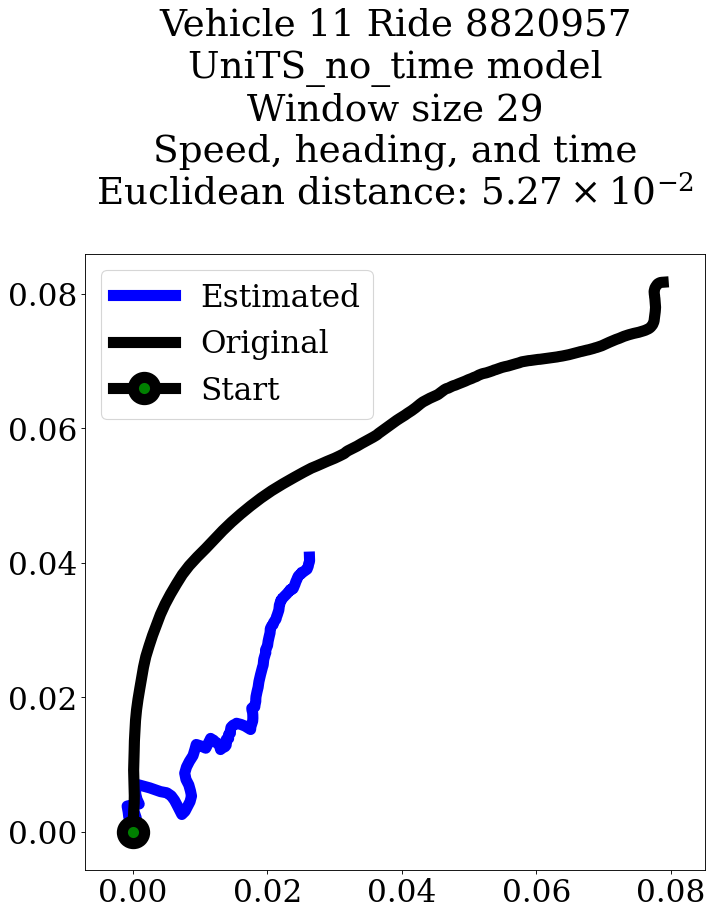 Vehicle 11 Ride 8820957
UniTS_no_time model
Window size 29
Speed, heading, and time
Euclidean distance: 5.27 × 10⁻²
Estimated
Original
Start
0.08
0.06
0.04
0.02
0.00
0.00 0.02 0.04 0.06 0.08